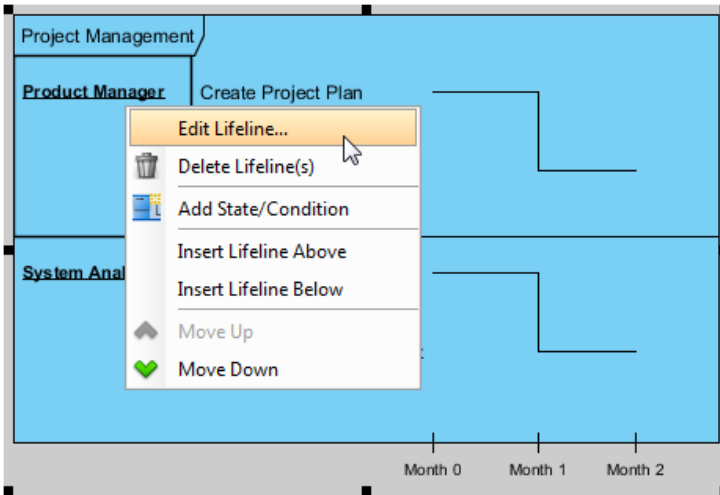 Project Management
Product Manager
Create Project Plan
Edit Lifeline...
Delete Lifeline(s)
Add State/Condition
Insert Lifeline Above
System
Insert Lifeline Below
Move Up
Move Down
Month 0 Month 1 Month 2